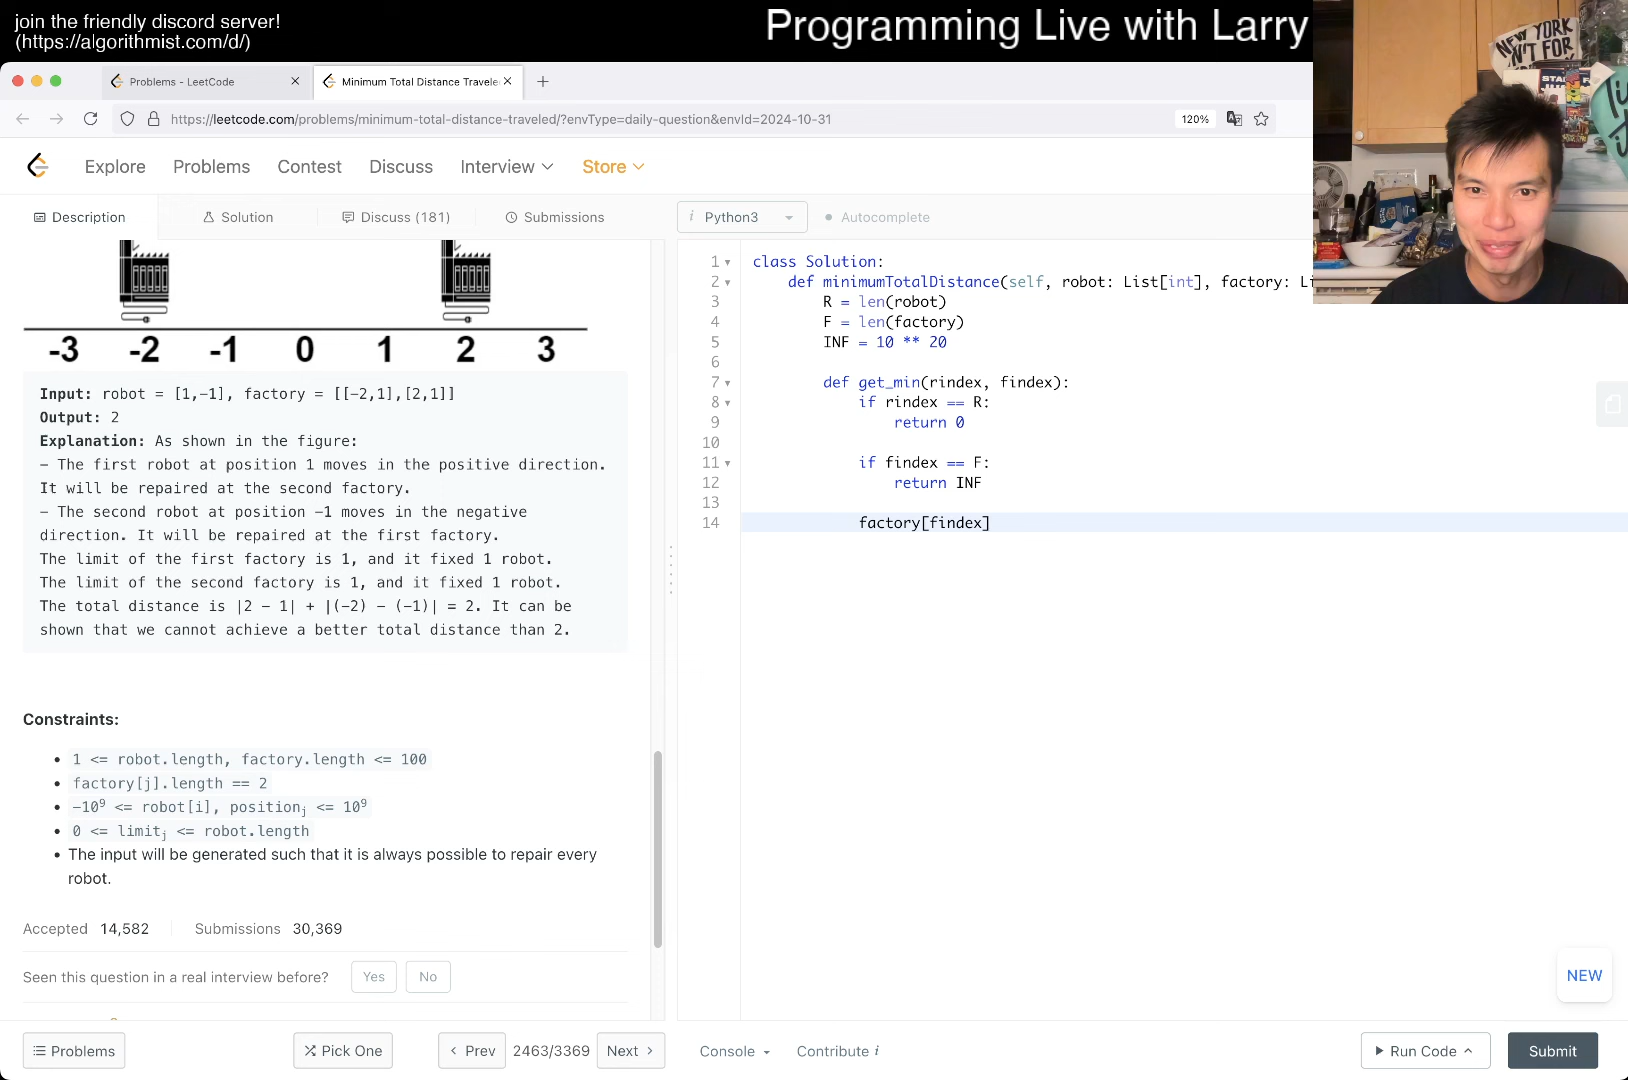 join the friendly discord server!
(https://algorithmist.com/d/)
Programming Live with Larry
NEW YORK
Problems - LeetCode
Minimum Total Distance Travele
https://leetcode.com/problems/minimum-total-distance-traveled/?envType=daily-question&envId=2024-10-31
120%
Explore
Problems
Contest
Discuss
Interview
Store
Description
Solution
Discuss (181)
Submissions
i Python3
Autocomplete
-3 -2 -1 0 1 2 3
Input: robot = [1,-1], factory = [[-2,1],[2,1]]
Output: 2
Explanation: As shown in the figure:
- The first robot at position 1 moves in the positive direction.
It will be repaired at the second factory.
- The second robot at position -1 moves in the negative
direction. It will be repaired at the first factory.
The limit of the first factory is 1, and it fixed 1 robot.
The limit of the second factory is 1, and it fixed 1 robot.
The total distance is |2 - 1| + |(-2) - (-1)| = 2. It can be
shown that we cannot achieve a better total distance than 2.
Constraints:
• 1 <= robot.length, factory.length <= 100
• factory[j].length == 2
• -10⁹ <= robot[i], positionⱼ <= 10⁹
• 0 <= limitⱼ <= robot.length
• The input will be generated such that it is always possible to repair every
robot.
Accepted 14,582 Submissions 30,369
Seen this question in a real interview before? Yes No
1 class Solution:
2 def minimumTotalDistance(self, robot: List[int], factory: Li
3 R = len(robot)
4 F = len(factory)
5 INF = 10 ** 20
6
7 def get_min(rindex, findex):
8 if rindex == R:
9 return 0
10
11 if findex == F:
12 return INF
13
14 factory[findex]
NEW
Problems
Pick One
Prev
2463/3369
Next
Console
Contribute i
Run Code
Submit